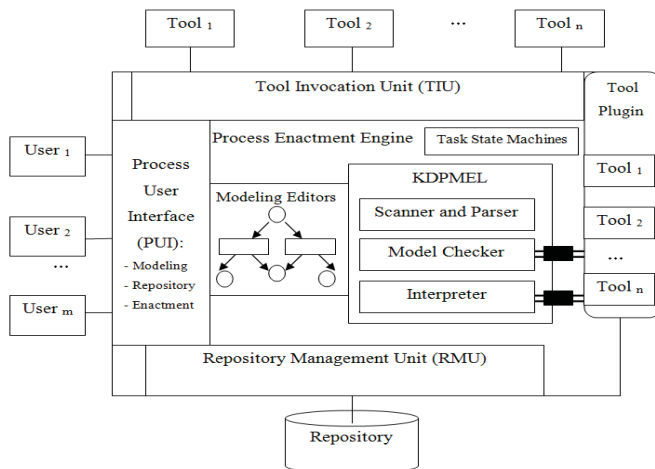 Tool 1
Tool 2
...
Tool n
Tool Invocation Unit (TIU)
Tool
Plugin
Process Enactment Engine
Task State Machines
User 1
User 2
...
User m
Process
User
Interface
(PUI):
- Modeling
- Repository
- Enactment
Modeling Editors
KDPMEL
Scanner and Parser
Model Checker
Interpreter
Tool 1
Tool 2
...
Tool n
Repository Management Unit (RMU)
Repository